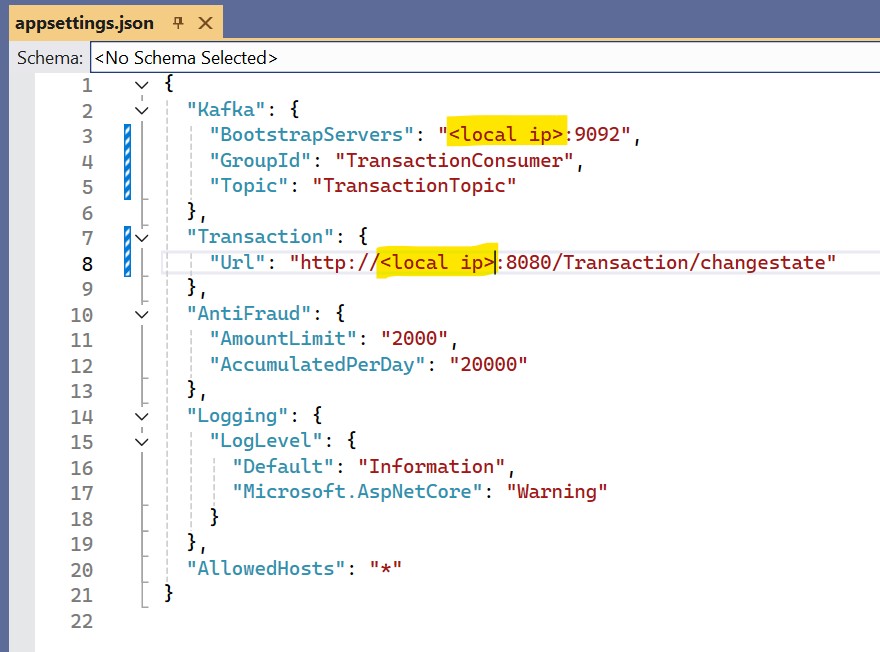 appsettings.json
Schema: <No Schema Selected>
1 {
2 "Kafka": {
3 "BootstrapServers": "<local ip>:9092",
4 "GroupId": "TransactionConsumer",
5 "Topic": "TransactionTopic"
6 },
7 "Transaction": {
8 "Url": "http://<local ip>:8080/Transaction/changestate"
9 },
10 "AntiFraud": {
11 "AmountLimit": "2000",
12 "AccumulatedPerDay": "20000"
13 },
14 "Logging": {
15 "LogLevel": {
16 "Default": "Information",
17 "Microsoft.AspNetCore": "Warning"
18 }
19 },
20 "AllowedHosts": "*"
21 }
22